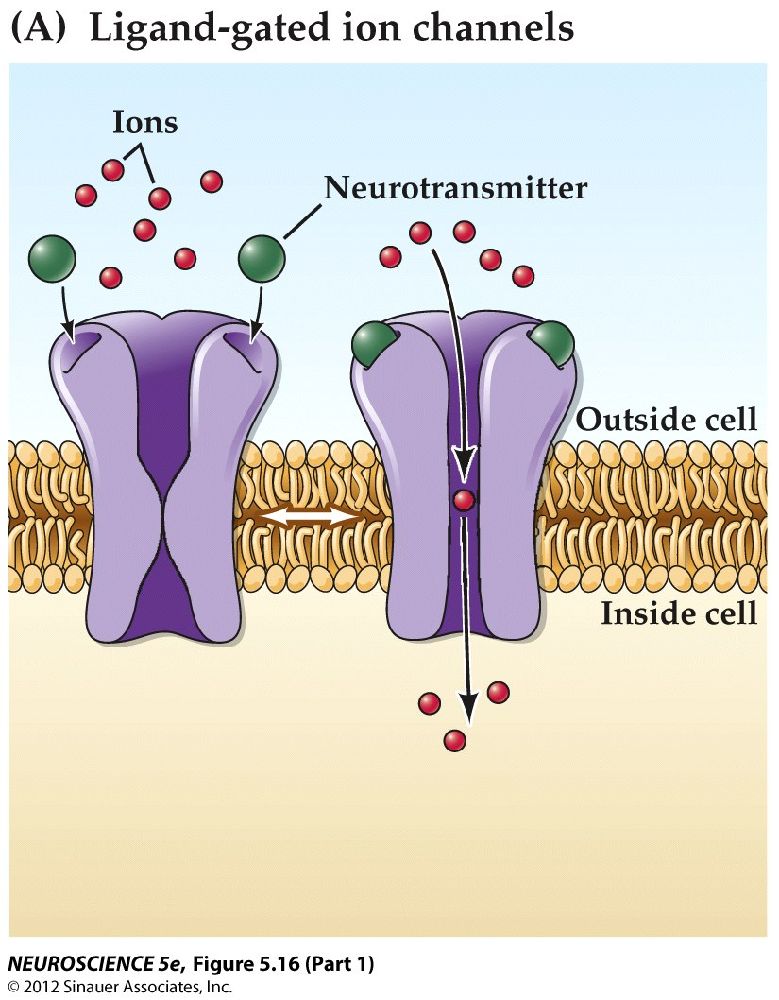 (A) Ligand-gated ion channels
Ions
Neurotransmitter
Outside cell
Inside cell
NEUROSCIENCE 5e, Figure 5.16 (Part 1)
© 2012 Sinauer Associates, Inc.